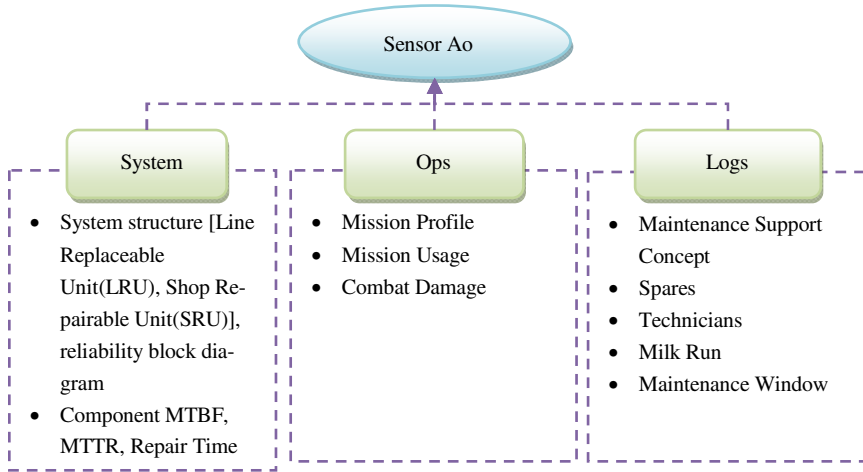 Sensor Ao
System
• System structure [Line
Replaceable
Unit(LRU), Shop Re-
pairable Unit(SRU)],
reliability block dia-
gram
• Component MTBF,
MTTR, Repair Time
Ops
• Mission Profile
• Mission Usage
• Combat Damage
Logs
• Maintenance Support
Concept
• Spares
• Technicians
• Milk Run
• Maintenance Window